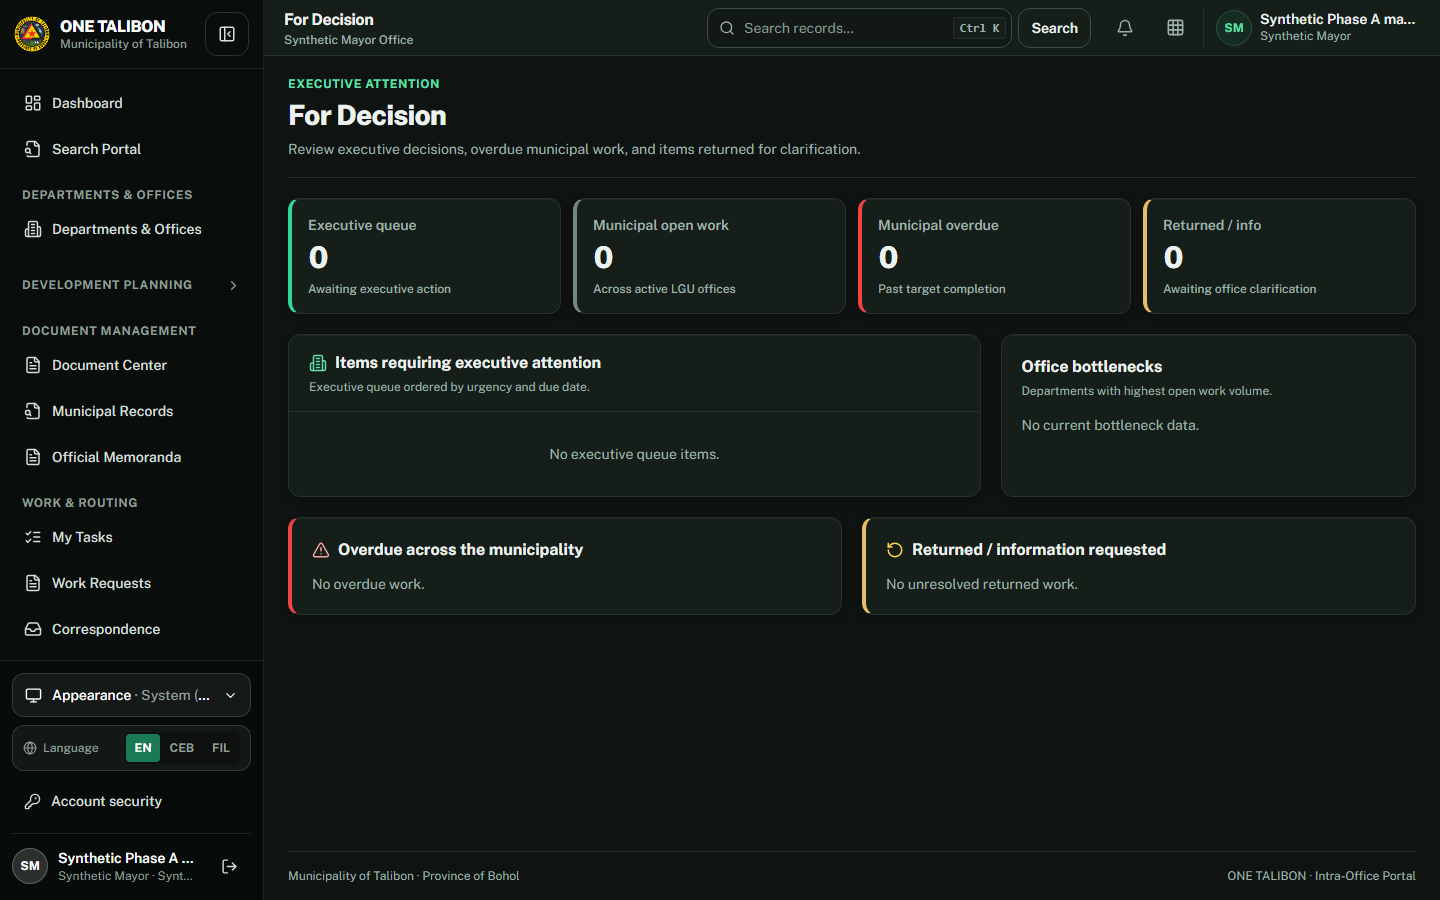 ONE TALIBON
Municipality of Talibon
For Decision
Synthetic Mayor Office
Search records...
Ctrl K
Search
SM
Synthetic Phase A ma...
Synthetic Mayor
Dashboard
Search Portal
DEPARTMENTS & OFFICES
Departments & Offices
DEVELOPMENT PLANNING
DOCUMENT MANAGEMENT
Document Center
Municipal Records
Official Memoranda
WORK & ROUTING
My Tasks
Work Requests
Correspondence
Appearance · System (...
Language
EN
CEB
FIL
Account security
SM
Synthetic Phase A ...
Synthetic Mayor · Synt...
EXECUTIVE ATTENTION
For Decision
Review executive decisions, overdue municipal work, and items returned for clarification.
Executive queue
0
Awaiting executive action
Municipal open work
0
Across active LGU offices
Municipal overdue
0
Past target completion
Returned / info
0
Awaiting office clarification
Items requiring executive attention
Executive queue ordered by urgency and due date.
No executive queue items.
Office bottlenecks
Departments with highest open work volume.
No current bottleneck data.
Overdue across the municipality
No overdue work.
Returned / information requested
No unresolved returned work.
Municipality of Talibon · Province of Bohol
ONE TALIBON · Intra-Office Portal